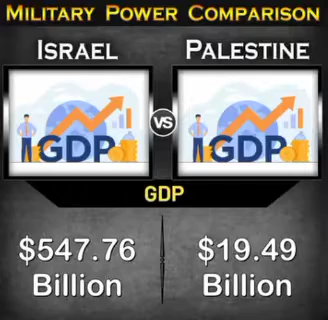 MILITARY POWER COMPARISON
ISRAEL PALESTINE
GDP VS GDP
GDP
$547.76 $19.49
Billion Billion